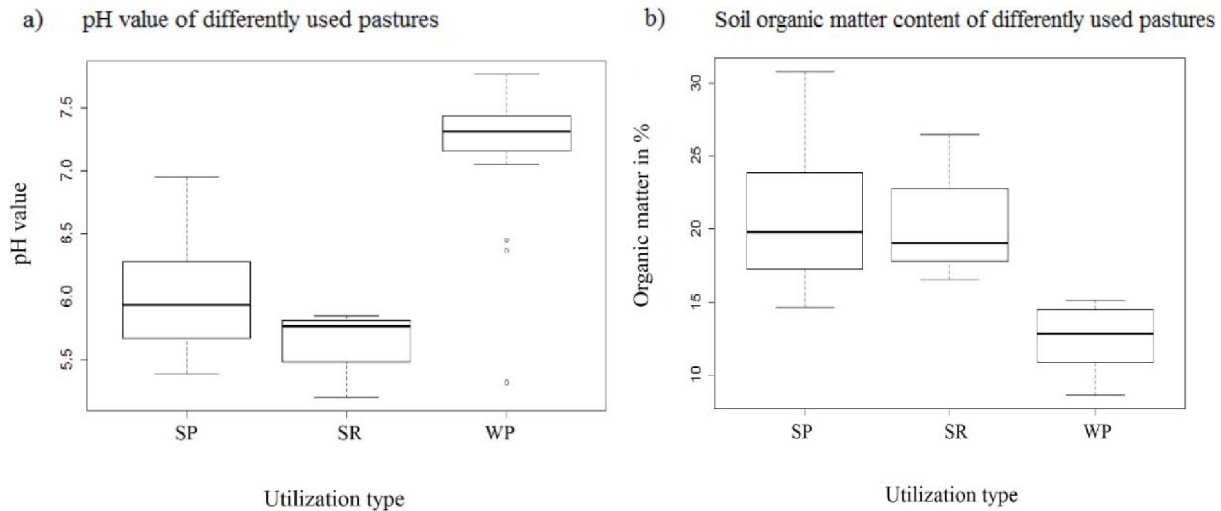 a) pH value of differently used pastures
pH value
7.5
7.0
6.5
6.0
5.5
SP SR WP
Utilization type
b) Soil organic matter content of differently used pastures
Organic matter in %
30
25
20
15
10
SP SR WP
Utilization type